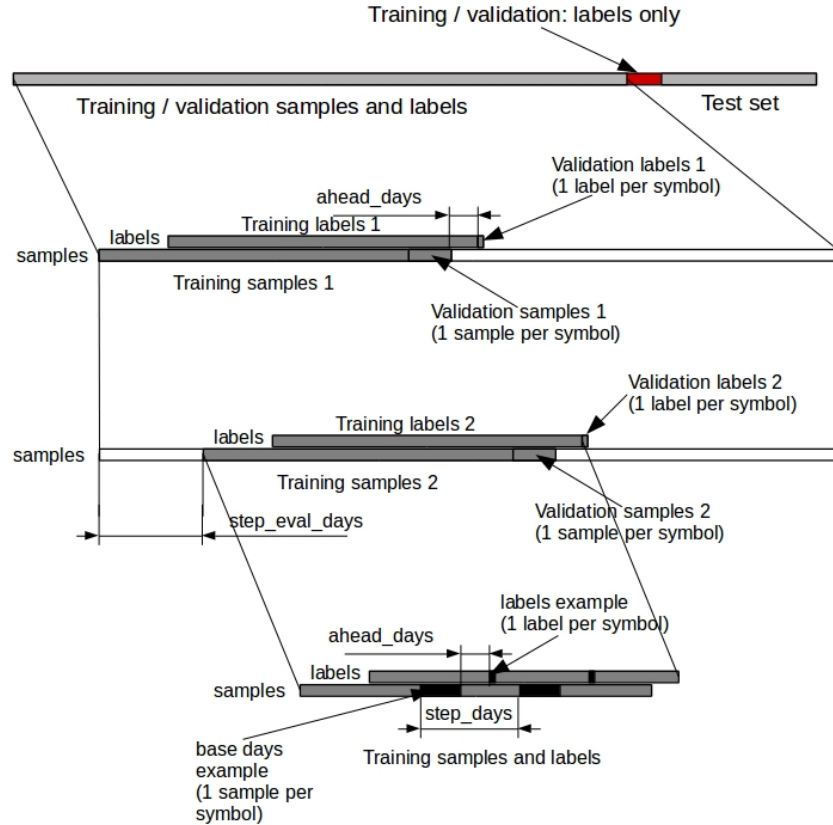 Training / validation: labels only
Training / validation samples and labels
Test set
Validation labels 1
(1 label per symbol)
ahead_days
labels
Training labels 1
samples
Training samples 1
Validation samples 1
(1 sample per symbol)
Validation labels 2
(1 label per symbol)
labels
Training labels 2
samples
Training samples 2
Validation samples 2
(1 sample per symbol)
step_eval_days
labels example
(1 label per symbol)
ahead_days
labels
samples
step_days
base days
example
(1 sample per
symbol)
Training samples and labels